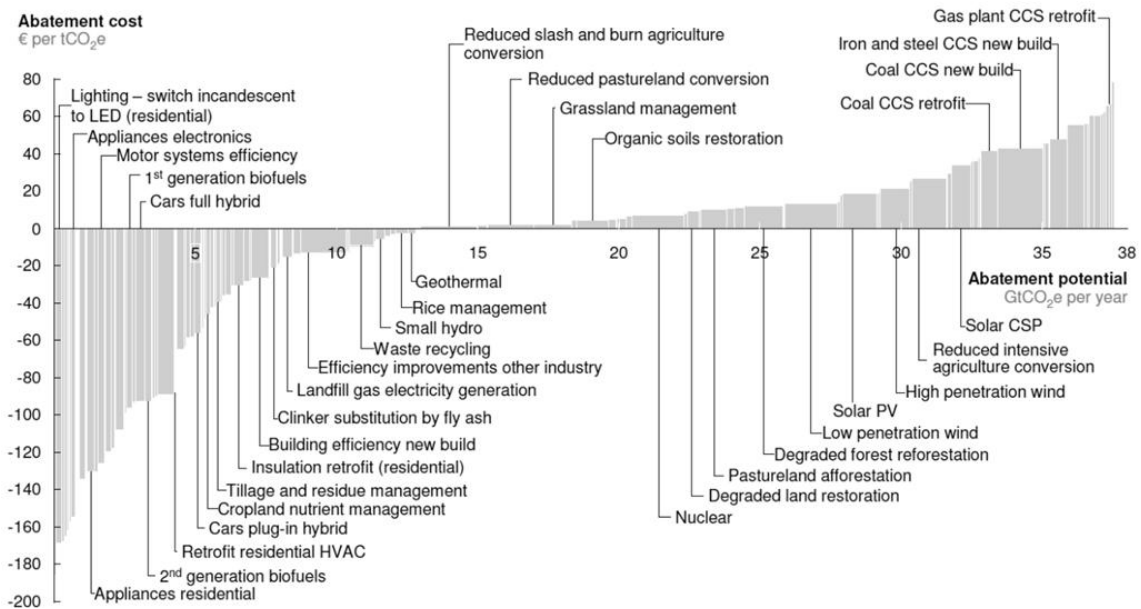 Abatement cost
€ per tCO₂e
Gas plant CCS retrofit
Reduced slash and burn agriculture
conversion
Iron and steel CCS new build
Coal CCS new build
Reduced pastureland conversion
80
Lighting – switch incandescent
to LED (residential)
Grassland management
Coal CCS retrofit
60
Appliances electronics
Organic soils restoration
40
Motor systems efficiency
1st generation biofuels
20
Cars full hybrid
0
5
10
15
20
25
30
35
38
-20
Abatement potential
GtCO₂e per year
Geothermal
-40
Rice management
Small hydro
Solar CSP
-60
Waste recycling
Reduced intensive
agriculture conversion
Efficiency improvements other industry
-80
Landfill gas electricity generation
High penetration wind
-100
Solar PV
Clinker substitution by fly ash
Low penetration wind
-120
Building efficiency new build
Degraded forest reforestation
Insulation retrofit (residential)
Pastureland afforestation
-140
Tillage and residue management
Degraded land restoration
Cropland nutrient management
Nuclear
-160
Cars plug-in hybrid
Retrofit residential HVAC
-180
2nd generation biofuels
Appliances residential
-200